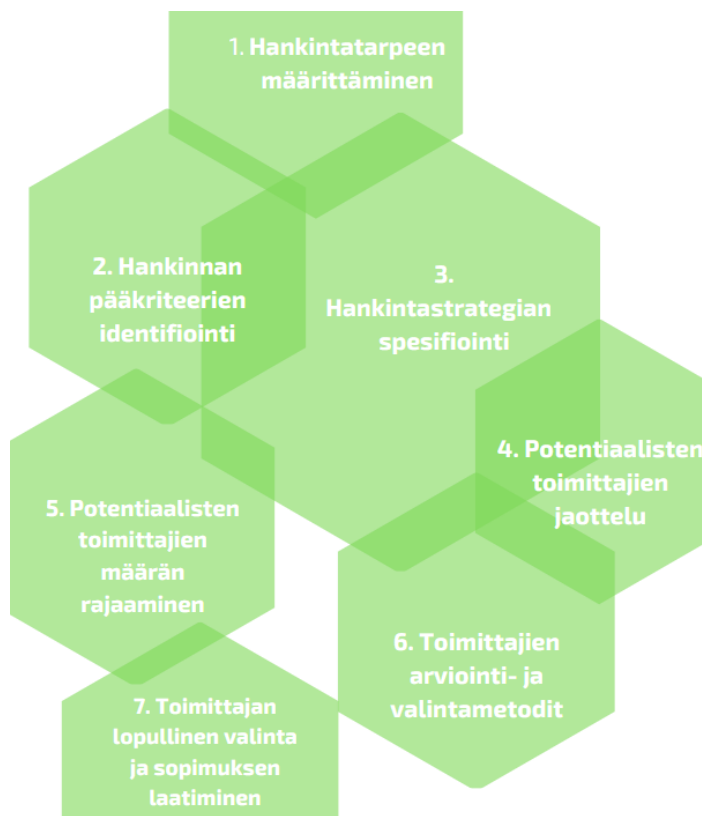 1. Hankintatarpeen
määrittäminen
2. Hankinnan
pääkriteerien
identifiointi
3.
Hankintastrategian
spesifiointi
4. Potentiaalisten
toimittajien
jaottelu
5. Potentiaalisten
toimittajien
määrän
rajaaminen
6. Toimittajien
arviointi- ja
valintametodit
7. Toimittajan
lopullinen valinta
ja sopimuksen
laatiminen